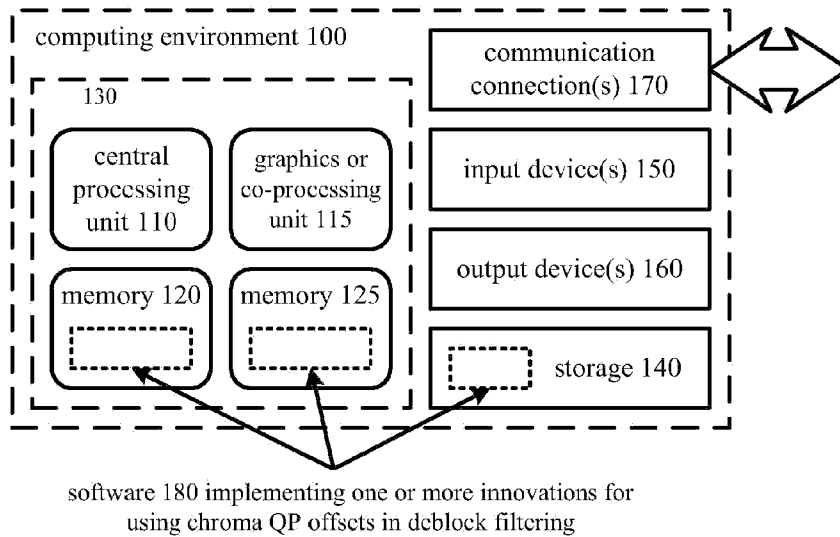 computing environment 100
communication
connection(s) 170
130
central
processing
unit 110
graphics or
co-processing
unit 115
input device(s) 150
output device(s) 160
memory 120
memory 125
storage 140
software 180 implementing one or more innovations for
using chroma QP offsets in deblock filtering